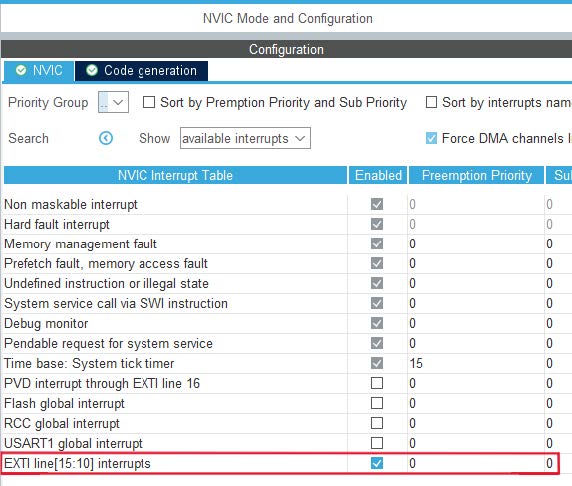 NVIC Mode and Configuration
Configuration
NVIC Code generation
Priority Group .. Sort by Premption Priority and Sub Priority Sort by interrupts nam
Search Show available interrupts Force DMA channels I
NVIC Interrupt Table Enabled Preemption Priority Su
Non maskable interrupt 0 0
Hard fault interrupt 0 0
Memory management fault 0 0
Prefetch fault, memory access fault 0 0
Undefined instruction or illegal state 0 0
System service call via SWI instruction 0 0
Debug monitor 0 0
Pendable request for system service 0 0
Time base: System tick timer 15 0
PVD interrupt through EXTI line 16 0 0
Flash global interrupt 0 0
RCC global interrupt 0 0
USART1 global interrupt 0 0
EXTI line[15:10] interrupts 0 0